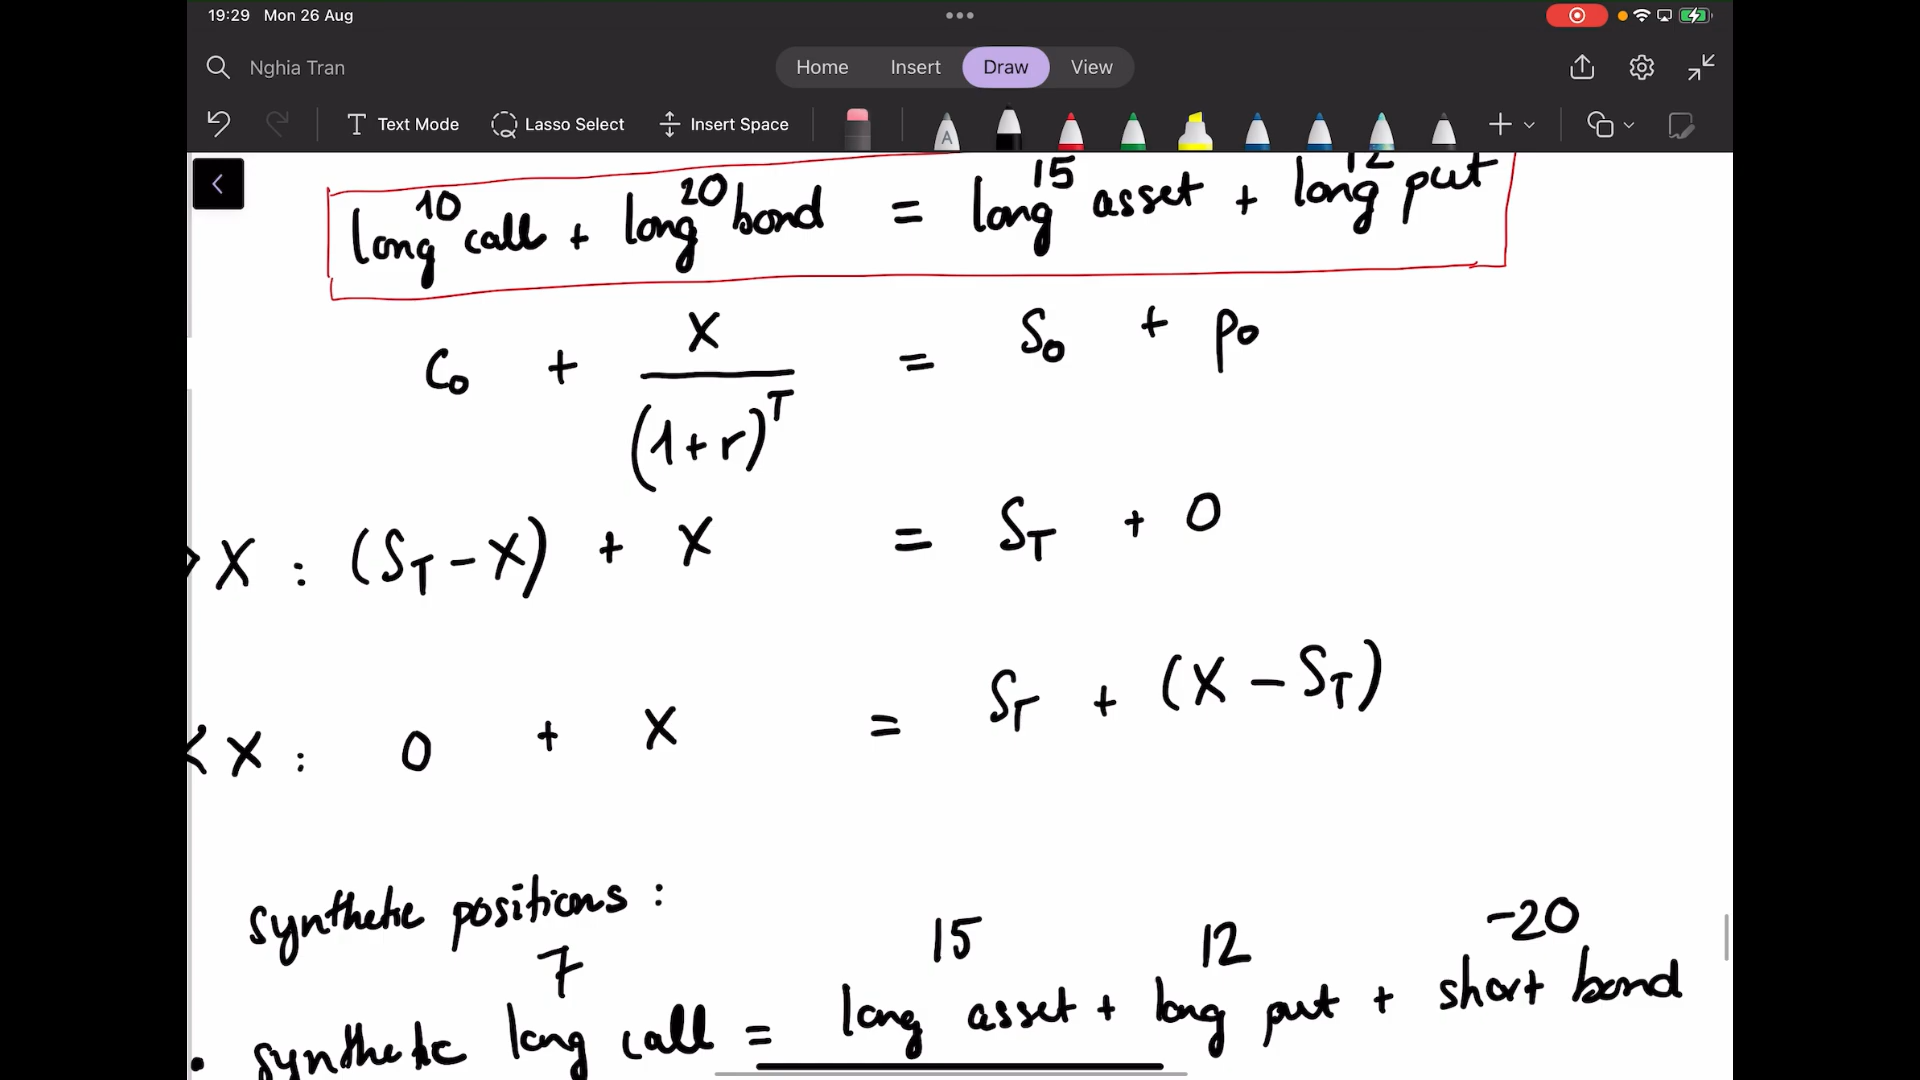 19:29 Mon 26 Aug
Nghia Tran
Home Insert Draw View
Text Mode Lasso Select Insert Space
A
10 20 15 12
long call + long bond = long asset + long put
C0 + X / (1+r)^T = S0 + p0
> X : (ST - X) + X = ST + 0
< X : 0 + X = ST + (X - ST)
synthetic positions :
7 15 12 -20
• synthetic long call = long asset + long put + short bond